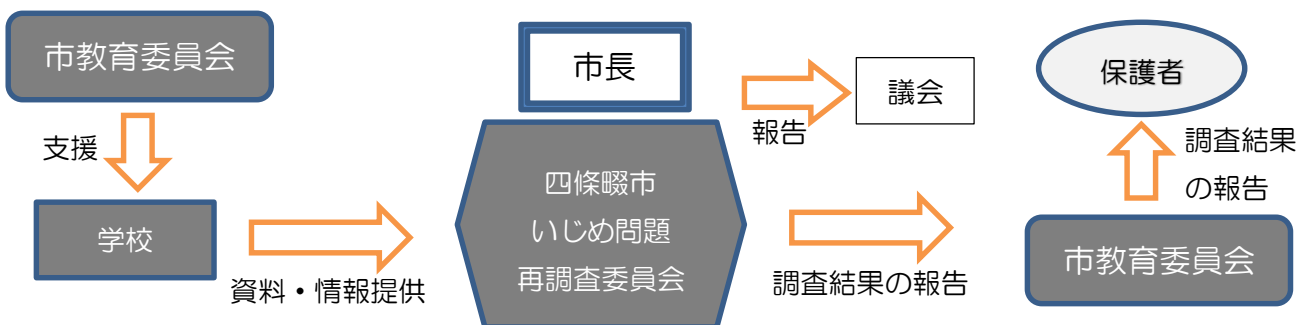 市教育委員会
支援
学校
資料・情報提供
市長
四條畷市
いじめ問題
再調査委員会
報告
議会
調査結果の報告
保護者
調査結果
の報告
市教育委員会